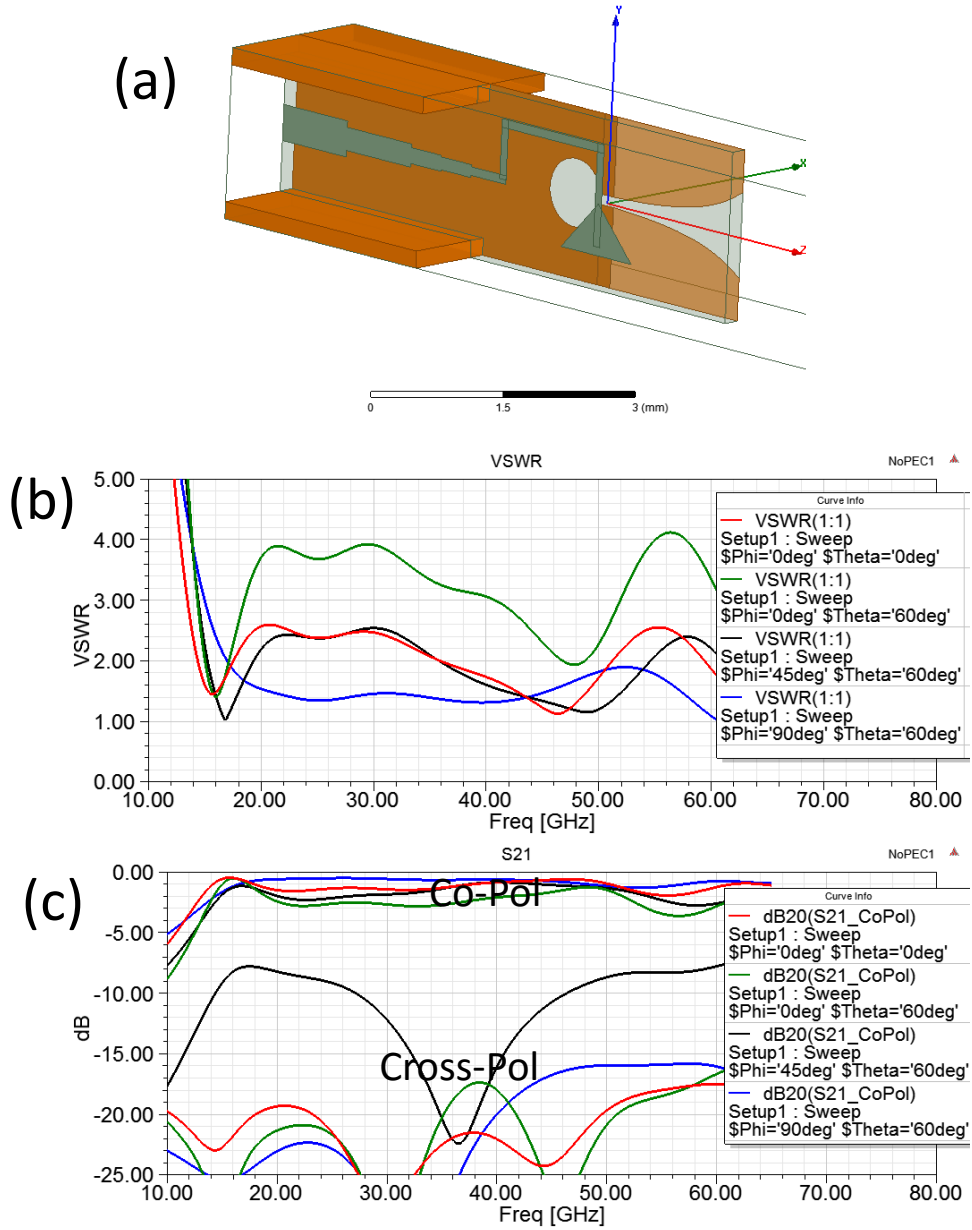 (a)
Y
X
Z
0
1.5
3 (mm)
(b)
VSWR
NoPEC1
5.00
4.00
3.00
2.00
1.00
0.00
VSWR
10.00
20.00
30.00
40.00
50.00
60.00
70.00
80.00
Freq [GHz]
Curve Info
VSWR(1:1)
Setup1 : Sweep
$Phi='0deg' $Theta='0deg'
VSWR(1:1)
Setup1 : Sweep
$Phi='0deg' $Theta='60deg'
VSWR(1:1)
Setup1 : Sweep
$Phi='45deg' $Theta='60deg'
VSWR(1:1)
Setup1 : Sweep
$Phi='90deg' $Theta='60deg'
(c)
S21
NoPEC1
0.00
-5.00
-10.00
-15.00
-20.00
-25.00
dB
Co-Pol
Cross-Pol
10.00
20.00
30.00
40.00
50.00
60.00
70.00
80.00
Freq [GHz]
Curve Info
dB20(S21_CoPol)
Setup1 : Sweep
$Phi='0deg' $Theta='0deg'
dB20(S21_CoPol)
Setup1 : Sweep
$Phi='0deg' $Theta='60deg'
dB20(S21_CoPol)
Setup1 : Sweep
$Phi='45deg' $Theta='60deg'
dB20(S21_CoPol)
Setup1 : Sweep
$Phi='90deg' $Theta='60deg'